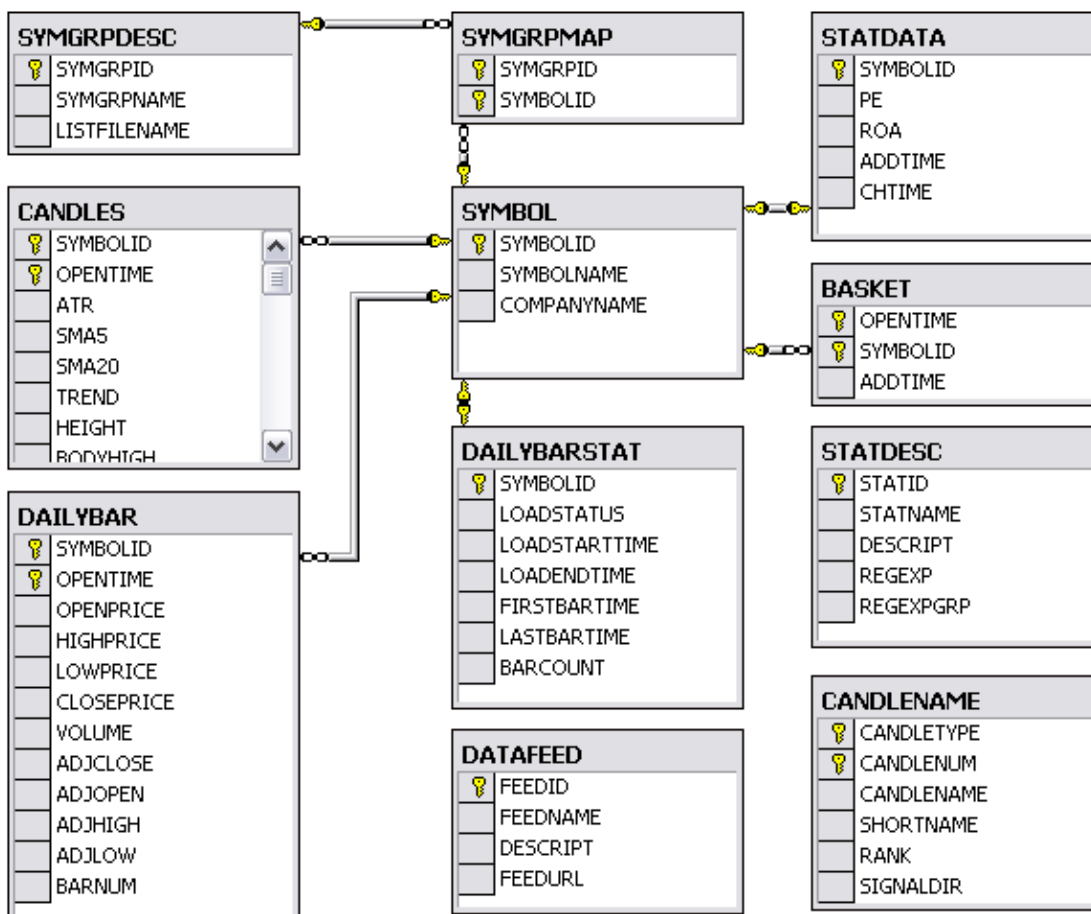 SYMGRPDESC
SYMGRPID
SYMGRPNAME
LISTFILENAME
SYMGRPMAP
SYMGRPID
SYMBOLID
STATDATA
SYMBOLID
PE
ROA
ADDTIME
CHTIME
CANDLES
SYMBOLID
OPENTIME
ATR
SMA5
SMA20
TREND
HEIGHT
BODYHIGH
SYMBOL
SYMBOLID
SYMBOLNAME
COMPANYNAME
BASKET
OPENTIME
SYMBOLID
ADDTIME
DAILYBAR
SYMBOLID
OPENTIME
OPENPRICE
HIGHPRICE
LOWPRICE
CLOSEPRICE
VOLUME
ADJCLOSE
ADJOPEN
ADJHIGH
ADJLOW
BARNUM
DAILYBARSTAT
SYMBOLID
LOADSTATUS
LOADSTARTTIME
LOADENDTIME
FIRSTBARTIME
LASTBARTIME
BARCOUNT
STATDESC
STATID
STATNAME
DESCRIPT
REGEXP
REGEXPGRP
DATAFEED
FEEDID
FEEDNAME
DESCRIPT
FEEDURL
CANDLENAME
CANDLETYPE
CANDLENUM
CANDLENAME
SHORTNAME
RANK
SIGNALDIR